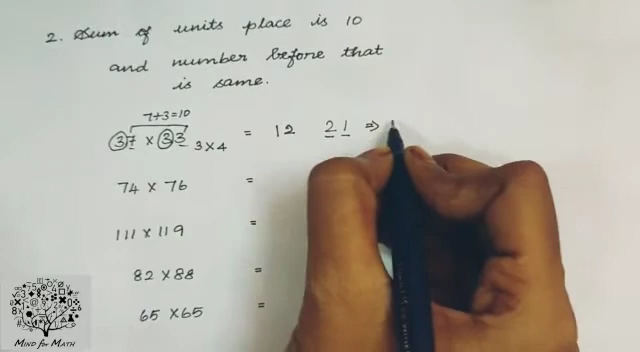 2. Sum of units place is 10
and number before that
is same.
7+3=10
37 x 33 3x4 = 12 21 ⇒
74 x 76 =
111 x 119 =
82 x 88 =
65 x 65 =
MIND for MATH